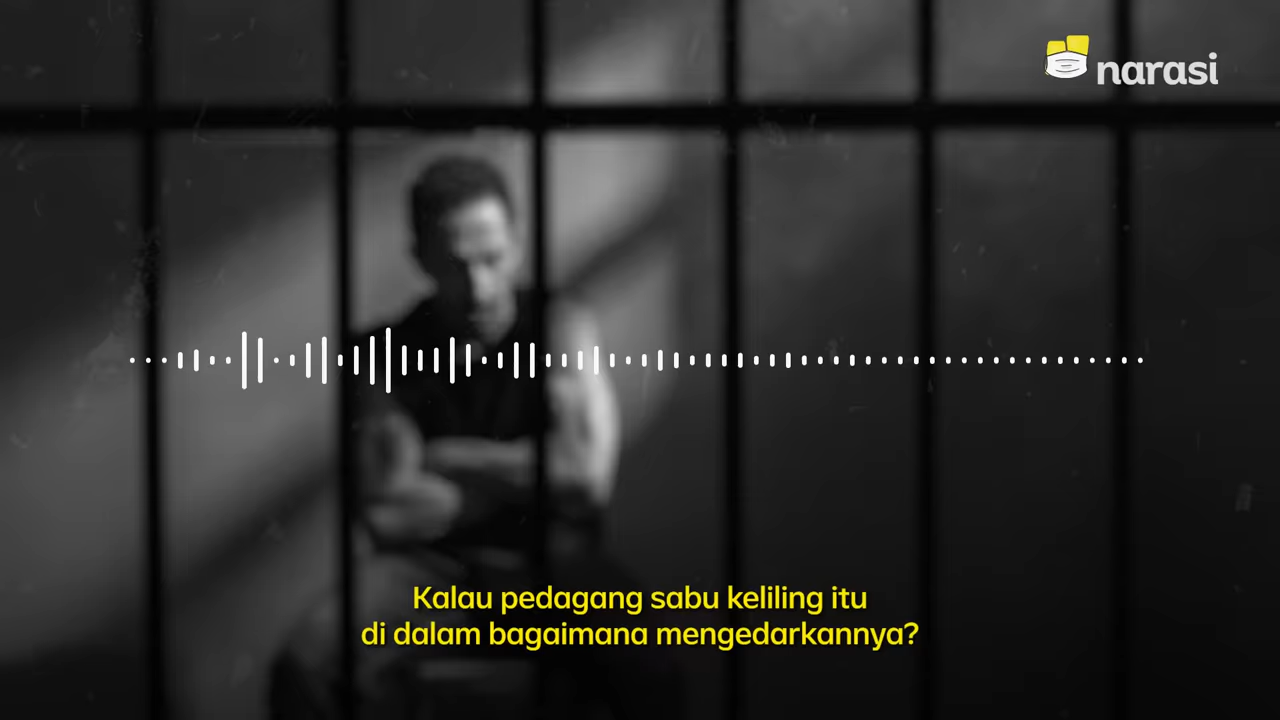 narasi
Kalau pedagang sabu keliling itu
di dalam bagaimana mengedarkannya?